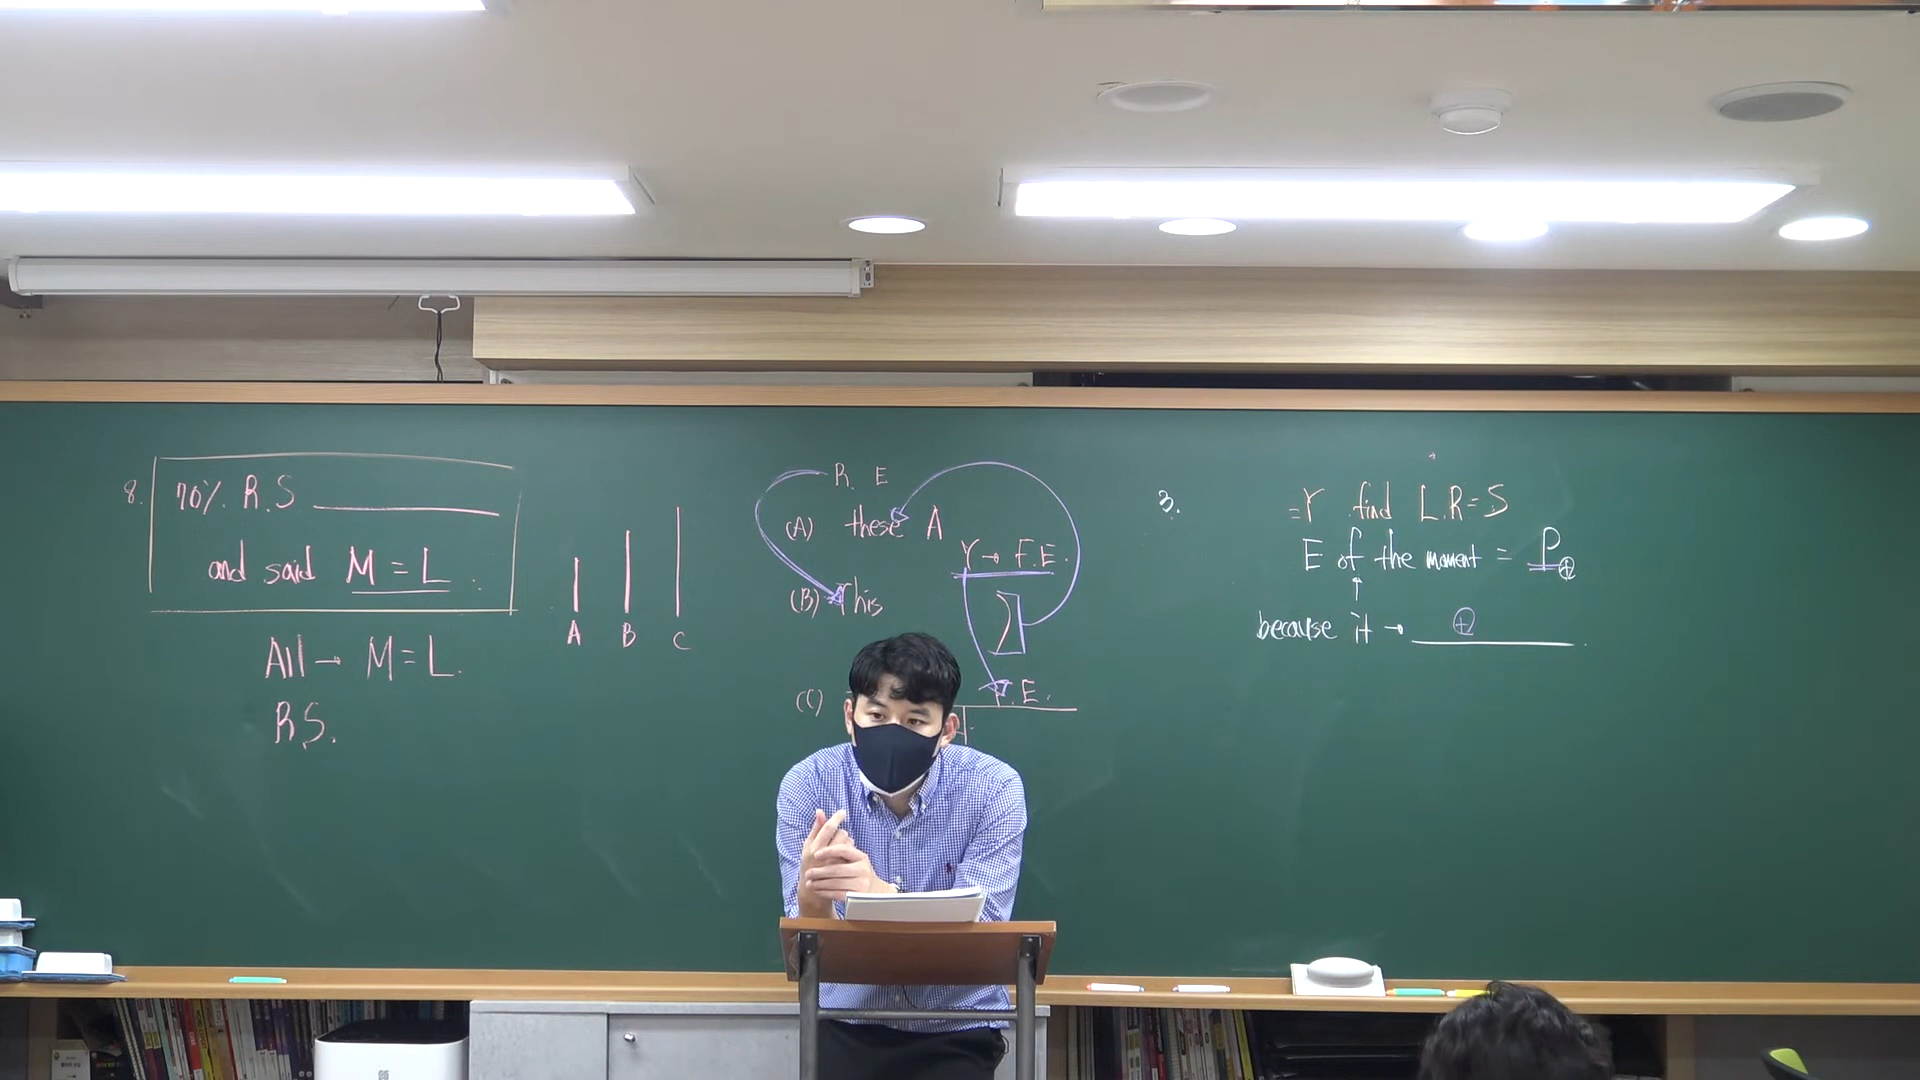 8.
70% R.S
and said M = L.
All → M = L.
R.S.
A B C
R. E
(A) these A
Y → F.E.
(B) This
(C)
.E.
3.
= Y find L.R = S
E of the moment = P⊕
because it → ⊕